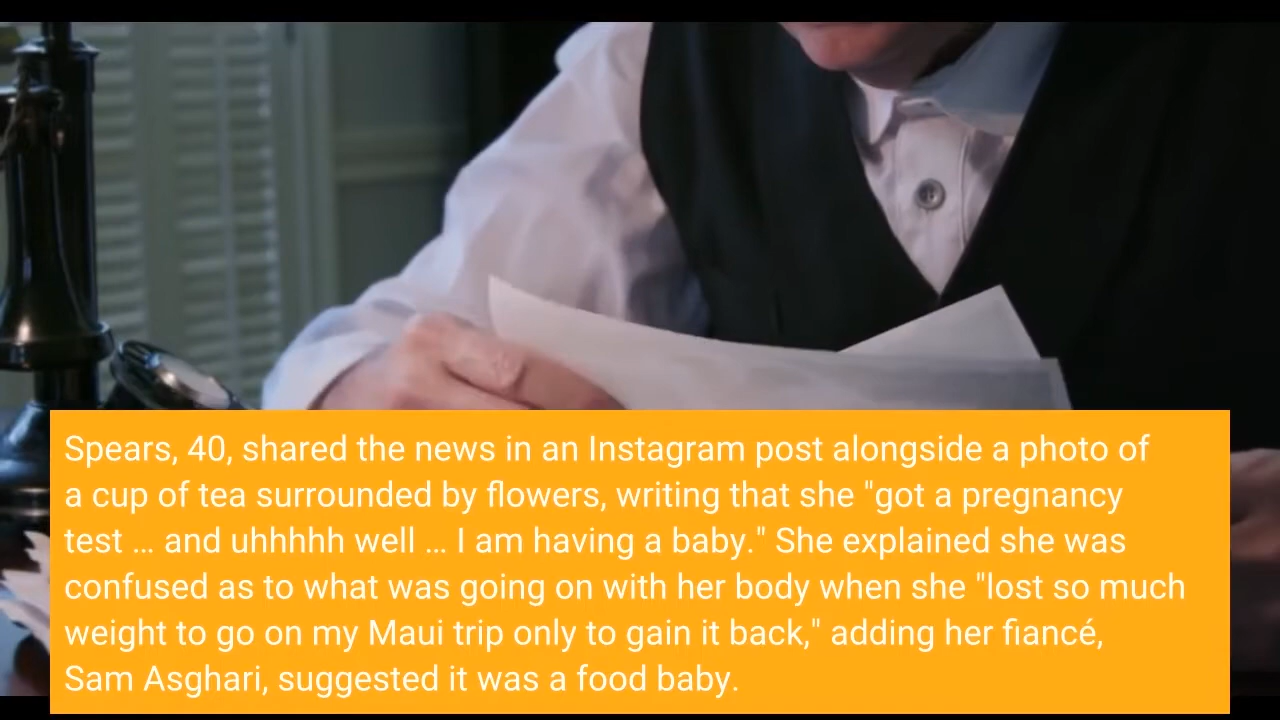 Spears, 40, shared the news in an Instagram post alongside a photo of
a cup of tea surrounded by flowers, writing that she "got a pregnancy
test ... and uhhhhh well ... I am having a baby." She explained she was
confused as to what was going on with her body when she "lost so much
weight to go on my Maui trip only to gain it back," adding her fiancé,
Sam Asghari, suggested it was a food baby.